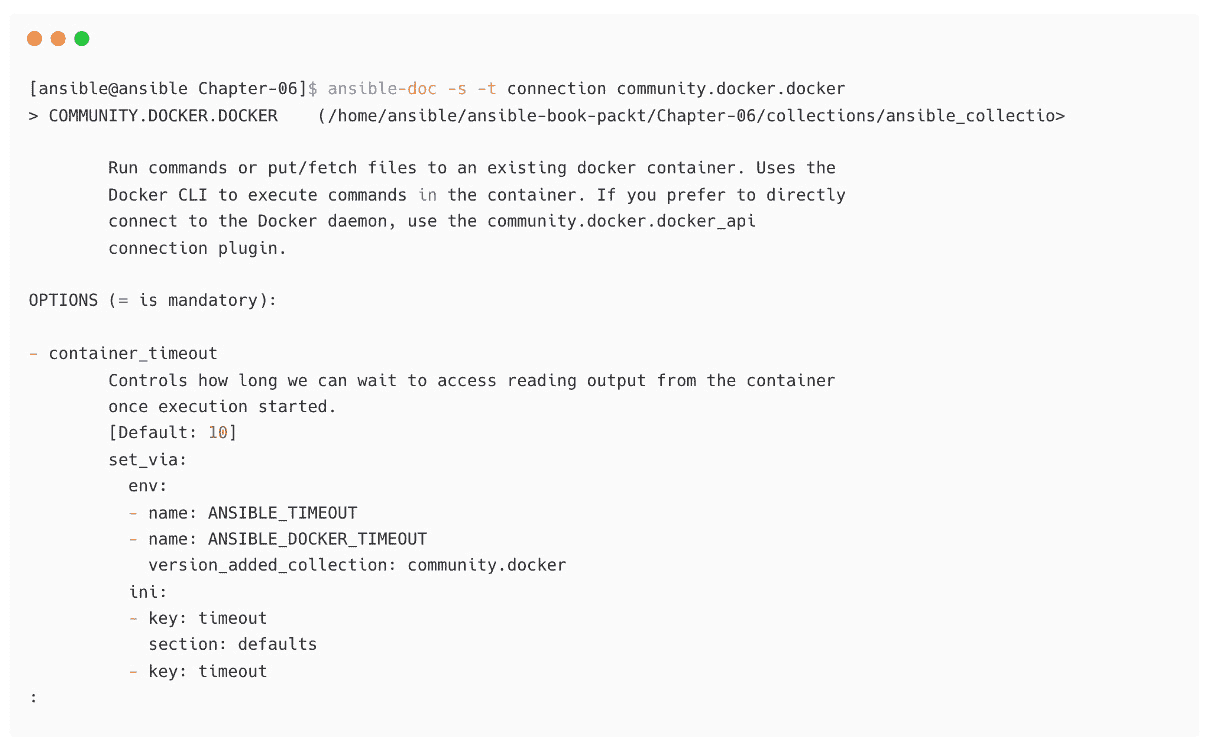 [ansible@ansible Chapter-06]$ ansible-doc -s -t connection community.docker.docker
> COMMUNITY.DOCKER.DOCKER    (/home/ansible/ansible-book-packt/Chapter-06/collections/ansible_collectio>

        Run commands or put/fetch files to an existing docker container. Uses the
        Docker CLI to execute commands in the container. If you prefer to directly
        connect to the Docker daemon, use the community.docker.docker_api
        connection plugin.

OPTIONS (= is mandatory):

- container_timeout
        Controls how long we can wait to access reading output from the container
        once execution started.
        [Default: 10]
        set_via:
          env:
          - name: ANSIBLE_TIMEOUT
          - name: ANSIBLE_DOCKER_TIMEOUT
            version_added_collection: community.docker
          ini:
          - key: timeout
            section: defaults
          - key: timeout
: